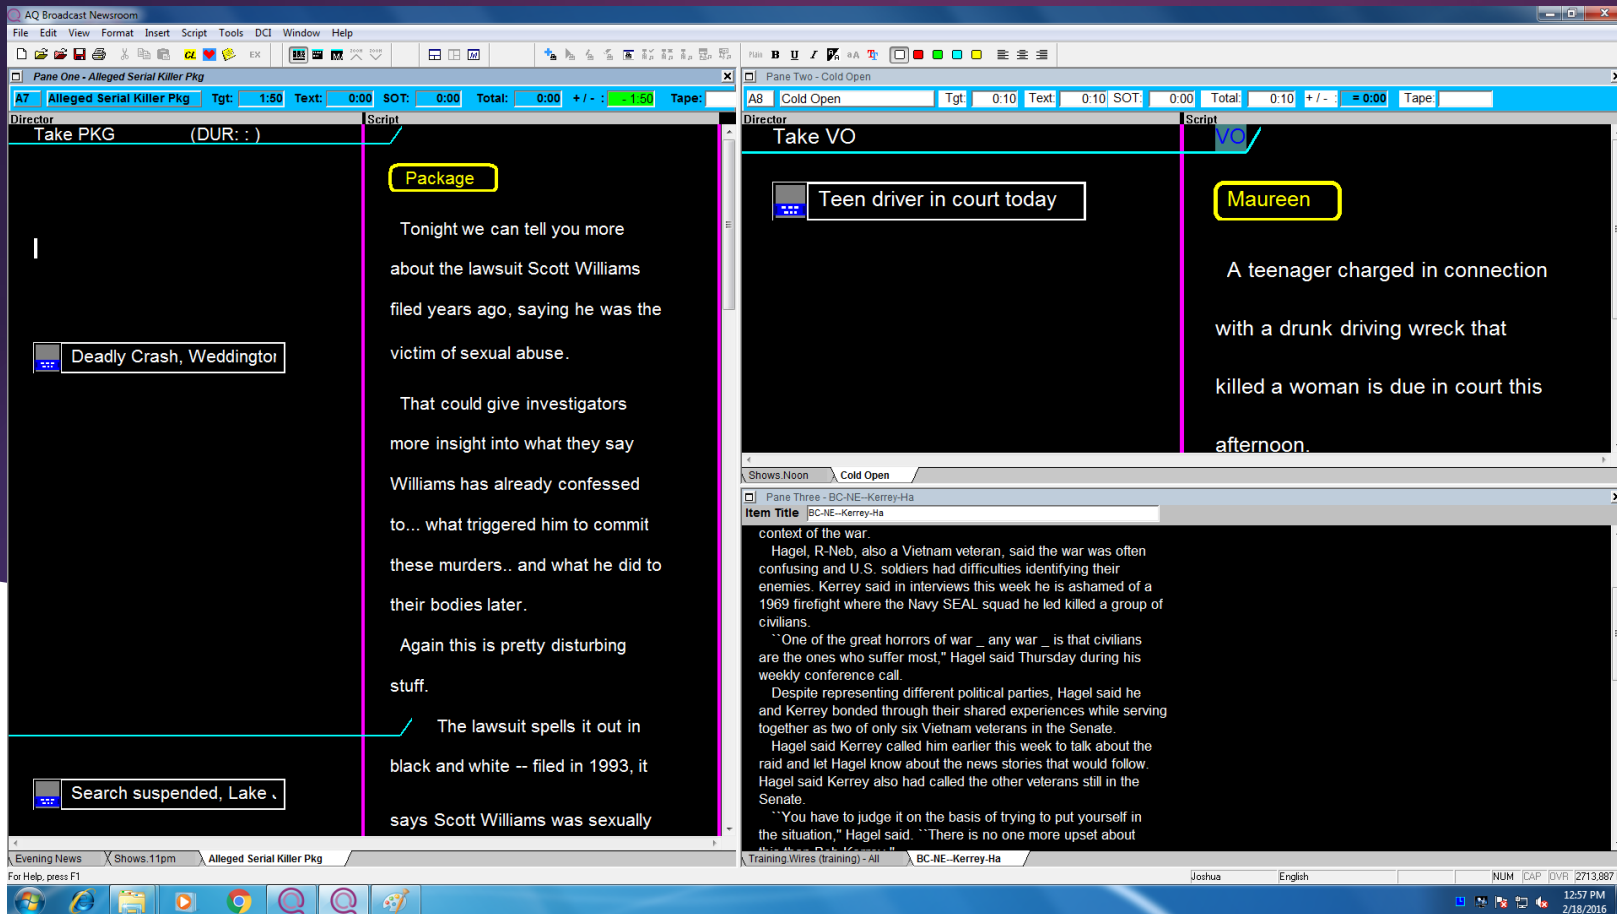 AQ Broadcast Newsroom
File Edit View Format Insert Script Tools DCI Window Help
CL EX Plain B U I aA Tr
Pane One - Alleged Serial Killer Pkg
A7 Alleged Serial Killer Pkg Tgt: 1:50 Text: 0:00 SOT: 0:00 Total: 0:00 + / - : - 1:50 Tape:
Director Script
Take PKG (DUR: : )
Package
Tonight we can tell you more
about the lawsuit Scott Williams
filed years ago, saying he was the
victim of sexual abuse.
Deadly Crash, Weddington
That could give investigators
more insight into what they say
Williams has already confessed
to... what triggered him to commit
these murders.. and what he did to
their bodies later.
Again this is pretty disturbing
stuff.
The lawsuit spells it out in
black and white -- filed in 1993, it
Search suspended, Lake
says Scott Williams was sexually
Evening News Shows.11pm Alleged Serial Killer Pkg
Pane Two - Cold Open
A8 Cold Open Tgt: 0:10 Text: 0:10 SOT: 0:00 Total: 0:10 + / - : = 0:00 Tape:
Director Script
Take VO VO
Teen driver in court today
Maureen
A teenager charged in connection
with a drunk driving wreck that
killed a woman is due in court this
afternoon.
Shows.Noon Cold Open
Pane Three - BC-NE--Kerrey-Ha
Item Title BC-NE--Kerrey-Ha
context of the war.
Hagel, R-Neb, also a Vietnam veteran, said the war was often
confusing and U.S. soldiers had difficulties identifying their
enemies. Kerrey said in interviews this week he is ashamed of a
1969 firefight where the Navy SEAL squad he led killed a group of
civilians.
``One of the great horrors of war _ any war _ is that civilians
are the ones who suffer most,'' Hagel said Thursday during his
weekly conference call.
Despite representing different political parties, Hagel said he
and Kerrey bonded through their shared experiences while serving
together as two of only six Vietnam veterans in the Senate.
Hagel said Kerrey called him earlier this week to talk about the
raid and let Hagel know about the news stories that would follow.
Hagel said Kerrey also had called the other veterans still in the
Senate.
``You have to judge it on the basis of trying to put yourself in
the situation,'' Hagel said. ``There is no one more upset about
this than Bob Kerrey.''
Training.Wires (training) - All BC-NE--Kerrey-Ha
For Help, press F1 Joshua English NUM CAP OVR 2713,887
12:57 PM
2/18/2016